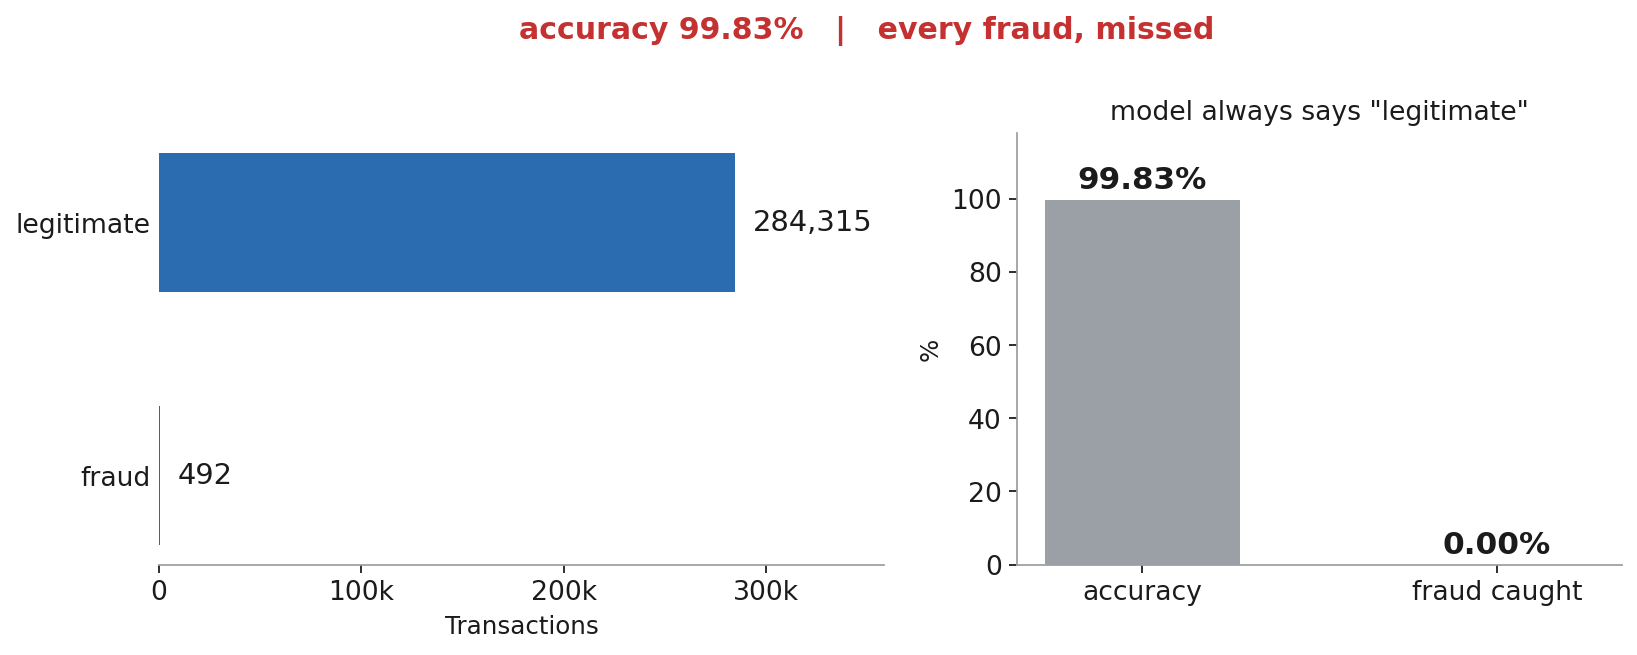 accuracy 99.83% | every fraud, missed
legitimate
284,315
fraud
492
0 100k 200k 300k
Transactions
model always says "legitimate"
%
100
80
60
40
20
0
99.83%
0.00%
accuracy fraud caught